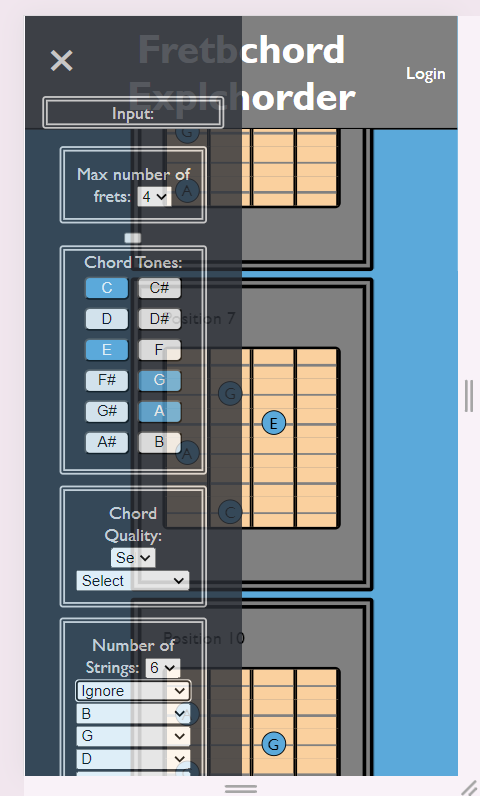 Fretbchord
Explchorder
Login
Input:
Max number of
frets: 4
Chord Tones:
C C#
D D#
E F
F# G
G# A
A# B
Chord
Quality:
Se
Select
Number of
Strings: 6
Ignore
B
G
D
G
A
Position 7
G
E
A
C
Position 10
G